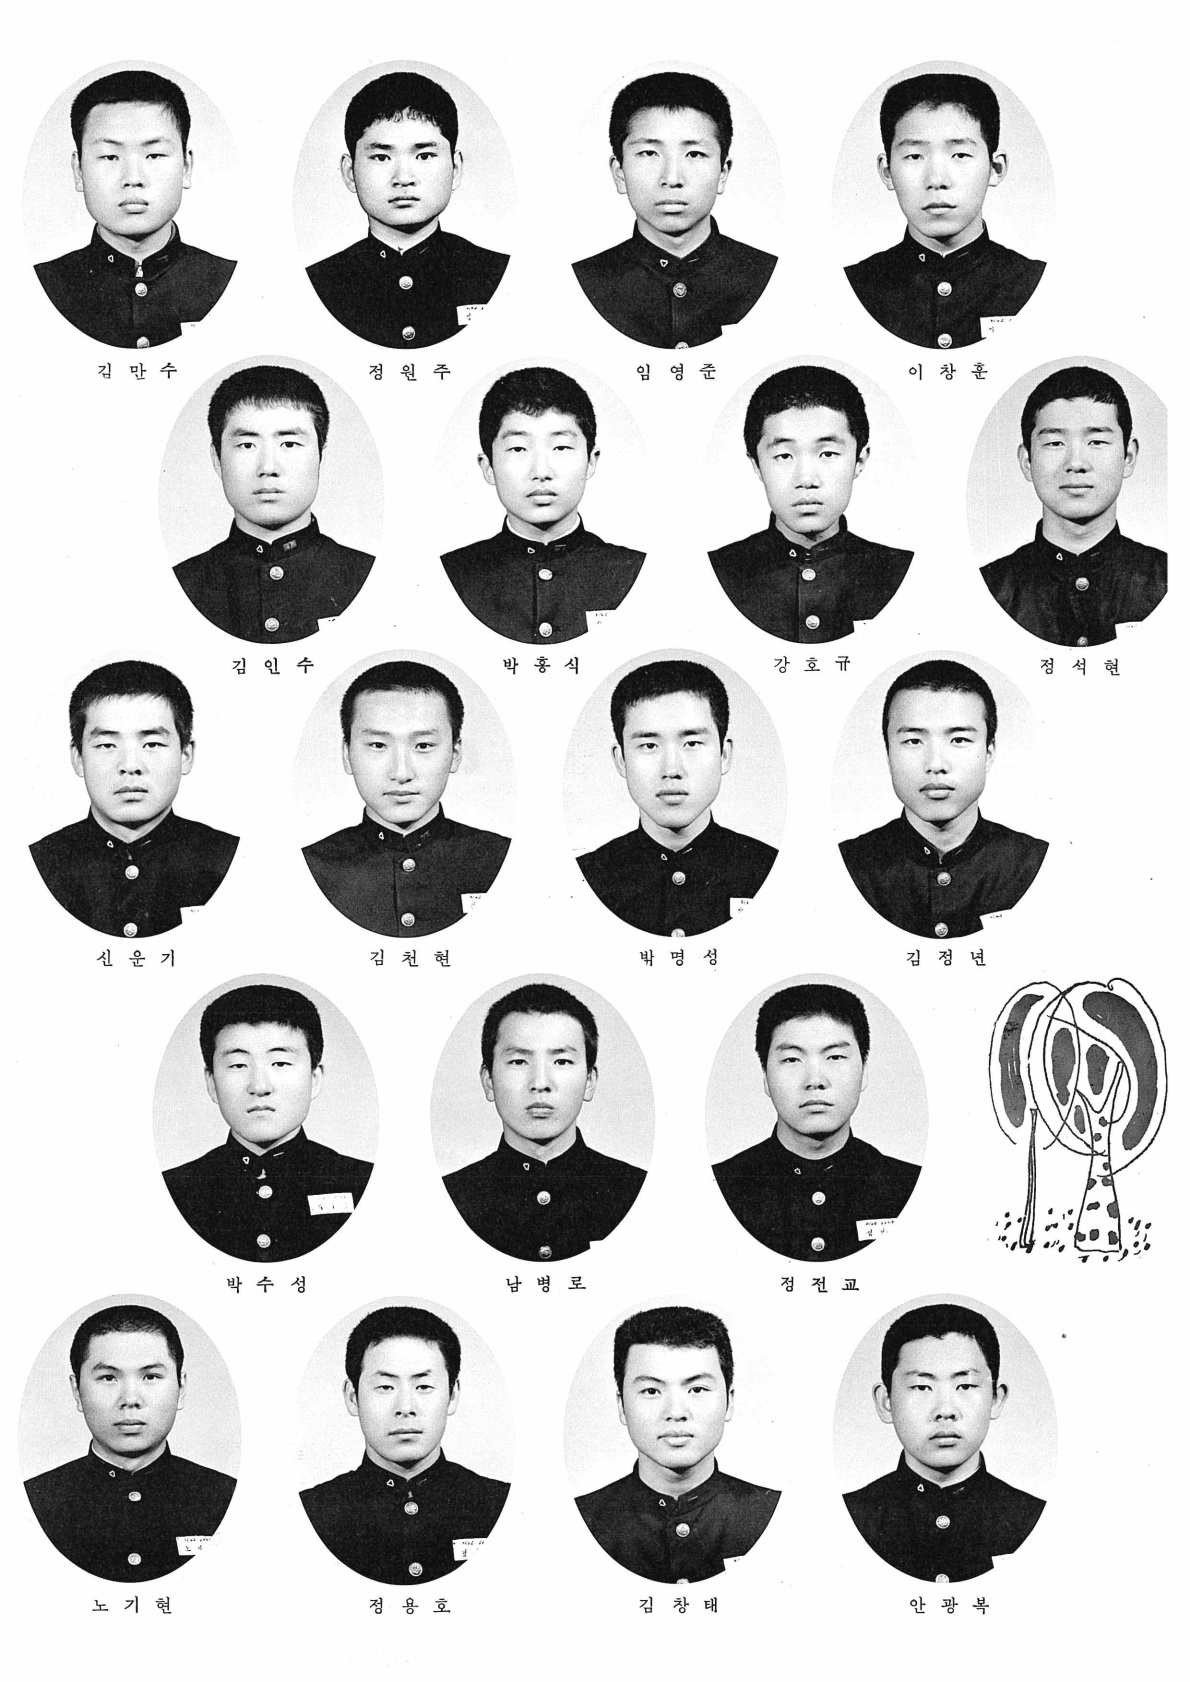 김 만 수 정 원 주 임 영 준 이 창 훈
김 인 수 박 홍 식 강 호 규 정 석 현
신 운 기 김 천 현 박 명 성 김 정 년
박 수 성 남 병 로 정 전 교
노 기 현 정 용 호 김 창 태 안 광 복